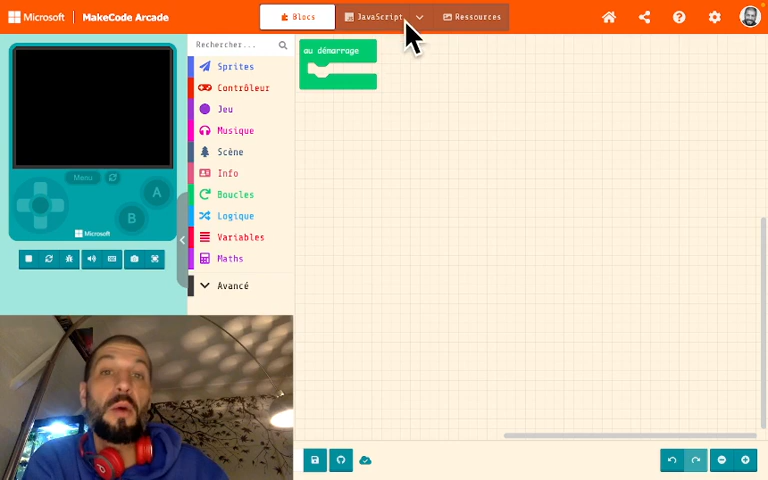 Microsoft MakeCode Arcade Blocs JavaScript Ressources
Rechercher...
Sprites
Contrôleur
Jeu
Musique
Scène
Info
Boucles
Logique
Variables
Maths
Avancé
au démarrage
Menu
A
B
Microsoft